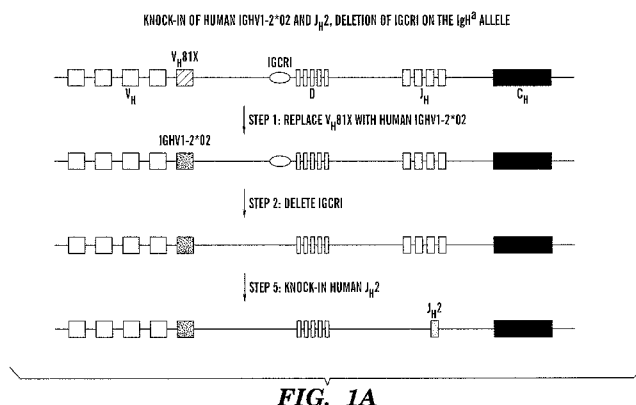 KNOCK-IN OF HUMAN IGHV1-2*02 AND JH2, DELETION OF IGCRI ON THE IgHa ALLELE
VH81X
IGCRI
VH
D
JH
CH
STEP 1: REPLACE VH81X WITH HUMAN IGHV1-2*02
IGHV1-2*02
STEP 2: DELETE IGCRI
STEP 5: KNOCK-IN HUMAN JH2
JH2
FIG. 1A